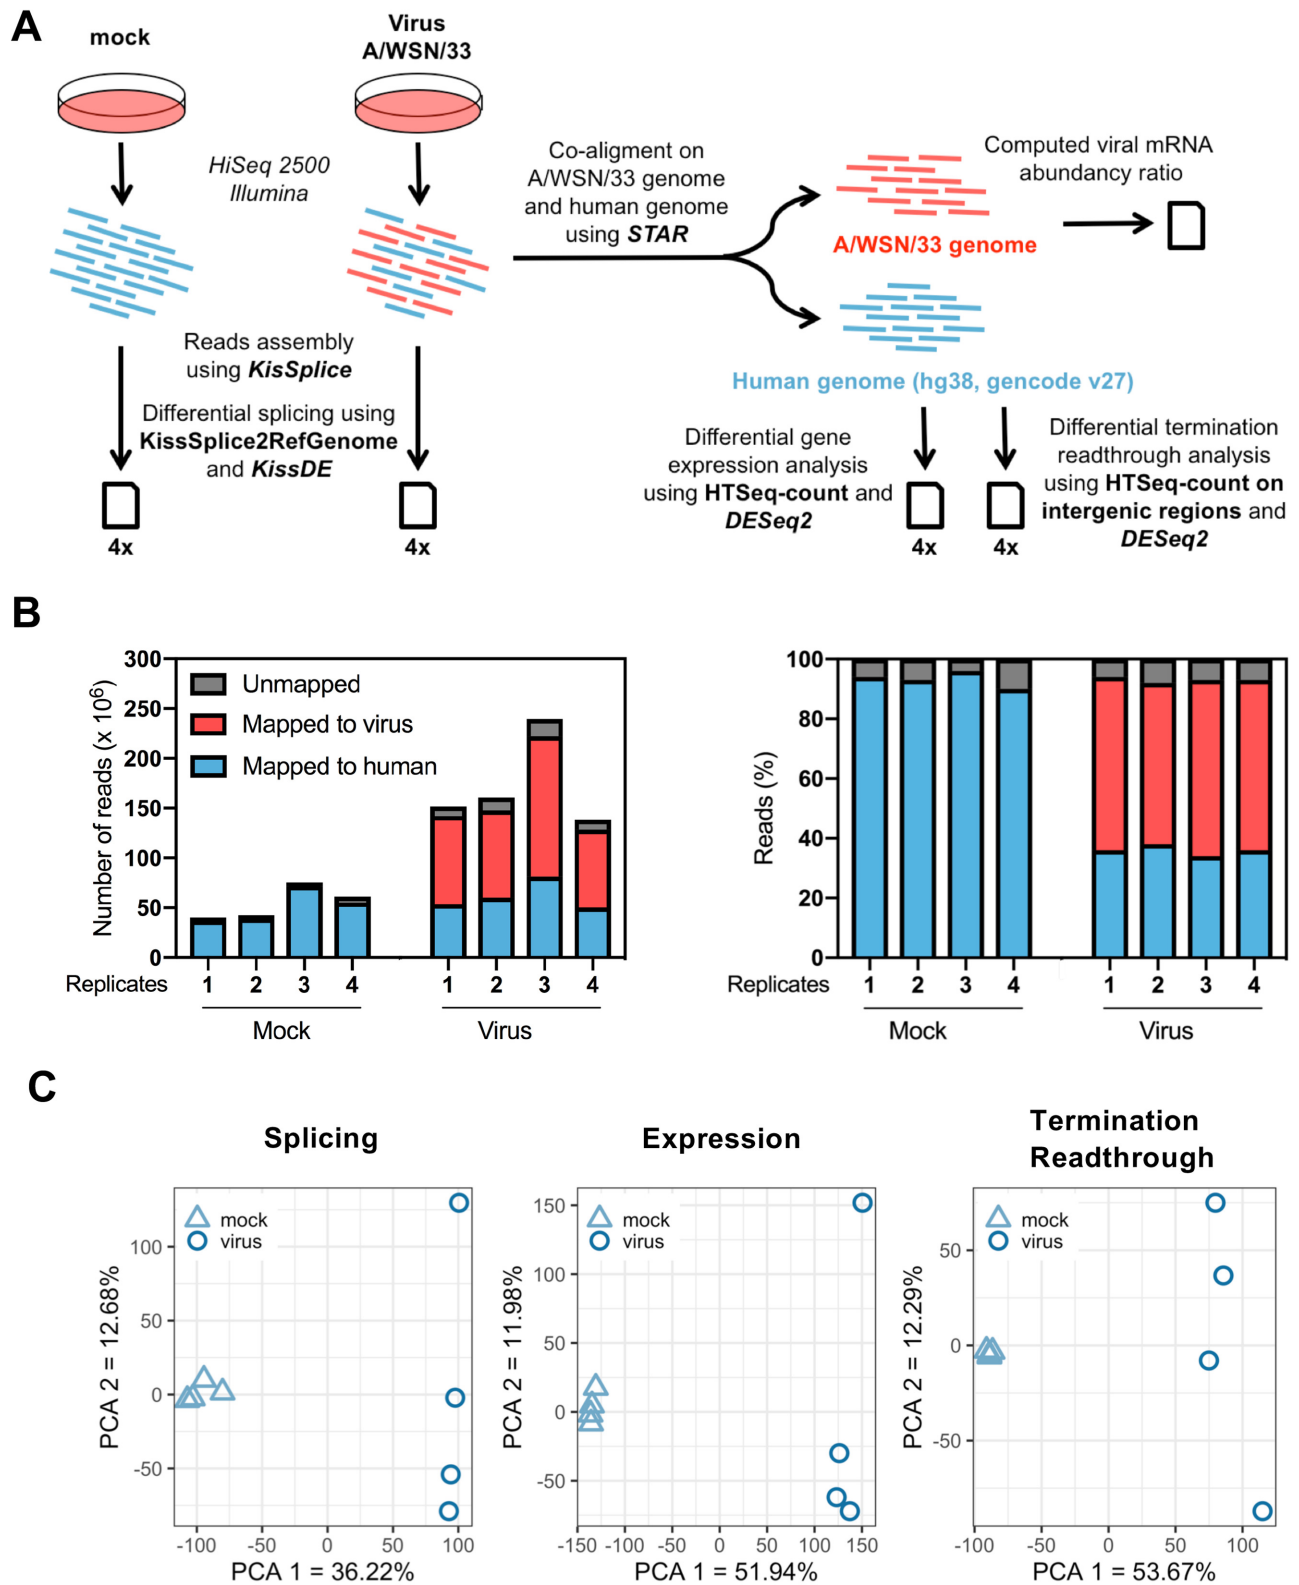 A
mock
Virus
A/WSN/33
HiSeq 2500
Illumina
Co-aligment on
A/WSN/33 genome
and human genome
using STAR
Computed viral mRNA
abundancy ratio
A/WSN/33 genome
Human genome (hg38, gencode v27)
Reads assembly
using KisSplice
Differential splicing using
KissSplice2RefGenome
and KissDE
4x
4x
Differential gene
expression analysis
using HTSeq-count and
DESeq2
4x
4x
Differential termination
readthrough analysis
using HTSeq-count on
intergenic regions and
DESeq2
B
Number of reads (x 10⁶)
300
250
200
150
100
50
0
Unmapped
Mapped to virus
Mapped to human
Replicates 1 2 3 4 1 2 3 4
Mock Virus
Reads (%)
100
80
60
40
20
0
Replicates 1 2 3 4 1 2 3 4
Mock Virus
C
Splicing
mock
virus
PCA 2 = 12.68%
100
50
0
-50
-100 -50 0 50 100
PCA 1 = 36.22%
Expression
mock
virus
PCA 2 = 11.98%
150
100
50
0
-50
-150 -100 -50 0 50 100 150
PCA 1 = 51.94%
Termination
Readthrough
mock
virus
PCA 2 = 12.29%
50
0
-50
-100 -50 0 50 100
PCA 1 = 53.67%